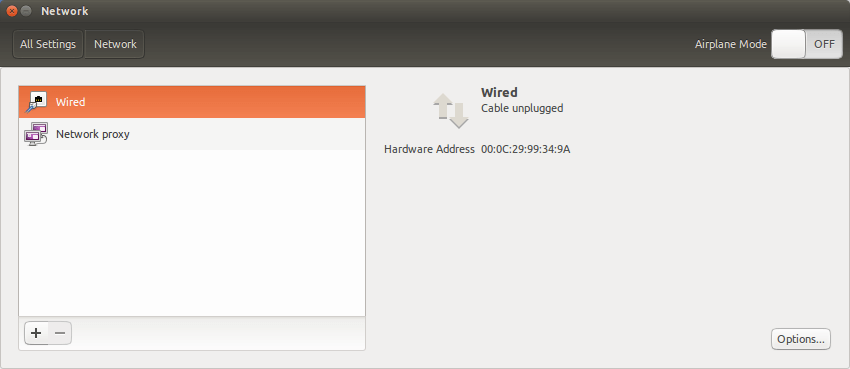 Network
All Settings Network Airplane Mode OFF
Wired
Network proxy
Wired
Cable unplugged
Hardware Address 00:0C:29:99:34:9A
Options...